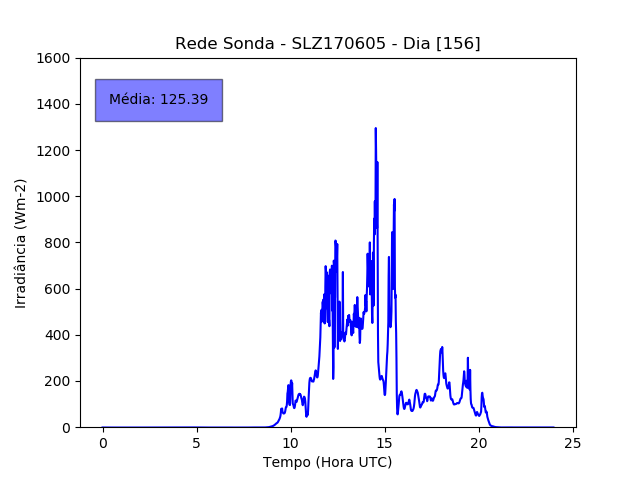 Rede Sonda - SLZ170605 - Dia [156]
1600
1400
1200
1000
800
600
400
200
0
Média: 125.39
Irradiância (Wm-2)
0 5 10 15 20 25
Tempo (Hora UTC)